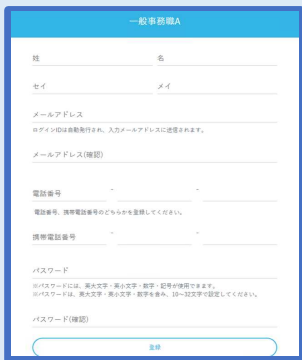 一般事務職A
姓 名
セイ メイ
メールアドレス
※ログインIDは自動発行され、入力メールアドレスに送信されます。
メールアドレス(確認)
電話番号 - -
電話番号、携帯電話番号のどちらかを登録してください。
携帯電話番号 - -
パスワード
※パスワードには、英大文字・英小文字・数字・記号が使用できます。
※パスワードは、英大文字・英小文字・数字を含み、10~32文字で設定してください。
パスワード(確認)
登録